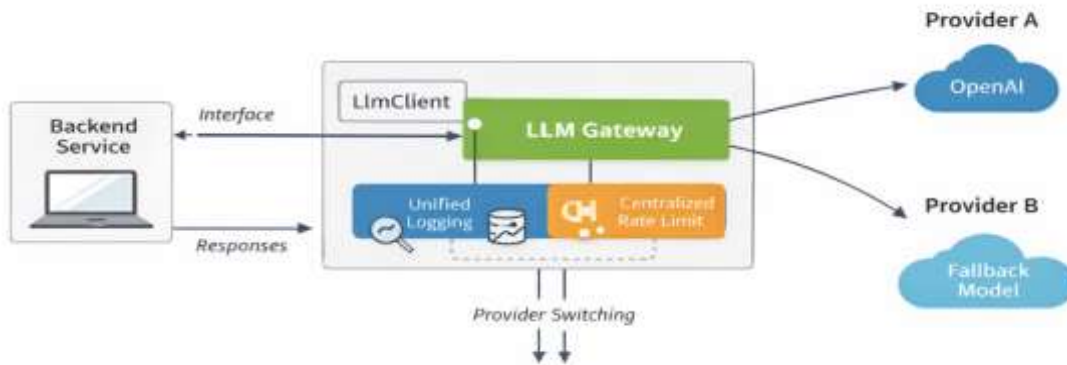 Provider A
OpenAI
LlmClient
Interface
LLM Gateway
Backend
Service
Unified
Logging
Centralized
Rate Limit
Responses
Provider B
Fallback
Model
Provider Switching